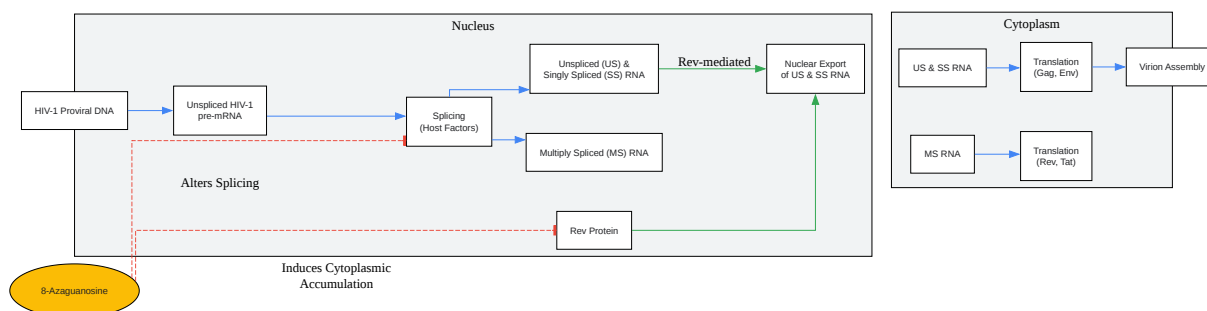 Nucleus
Cytoplasm
Unspliced (US) &
Singly Spliced (SS) RNA
Rev-mediated
Nuclear Export
of US & SS RNA
US & SS RNA
Translation
(Gag, Env)
Virion Assembly
HIV-1 Proviral DNA
Unspliced HIV-1
pre-mRNA
Splicing
(Host Factors)
Multiply Spliced (MS) RNA
MS RNA
Translation
(Rev, Tat)
Alters Splicing
Rev Protein
Induces Cytoplasmic
Accumulation
8-Azaguanosine